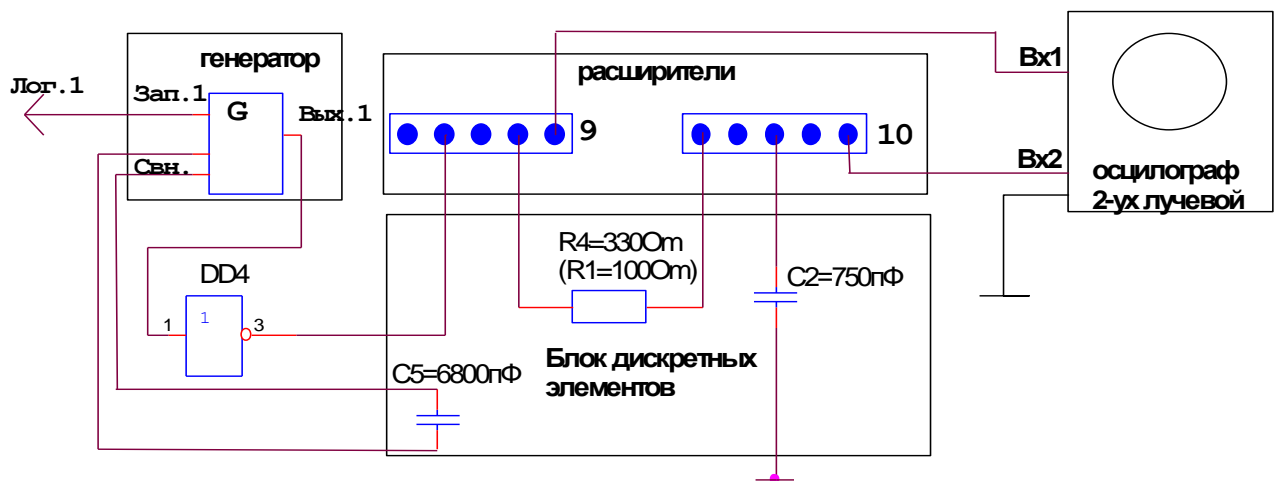 генератор
Лог.1
Зап.1
G
Вых.1
Свн.
расширители
9
10
Вх1
Вх2
осцилограф
2-ух лучевой
DD4
1
1
3
R4=330Om
(R1=100Om)
C2=750пФ
C5=6800пФ
Блок дискретных
элементов